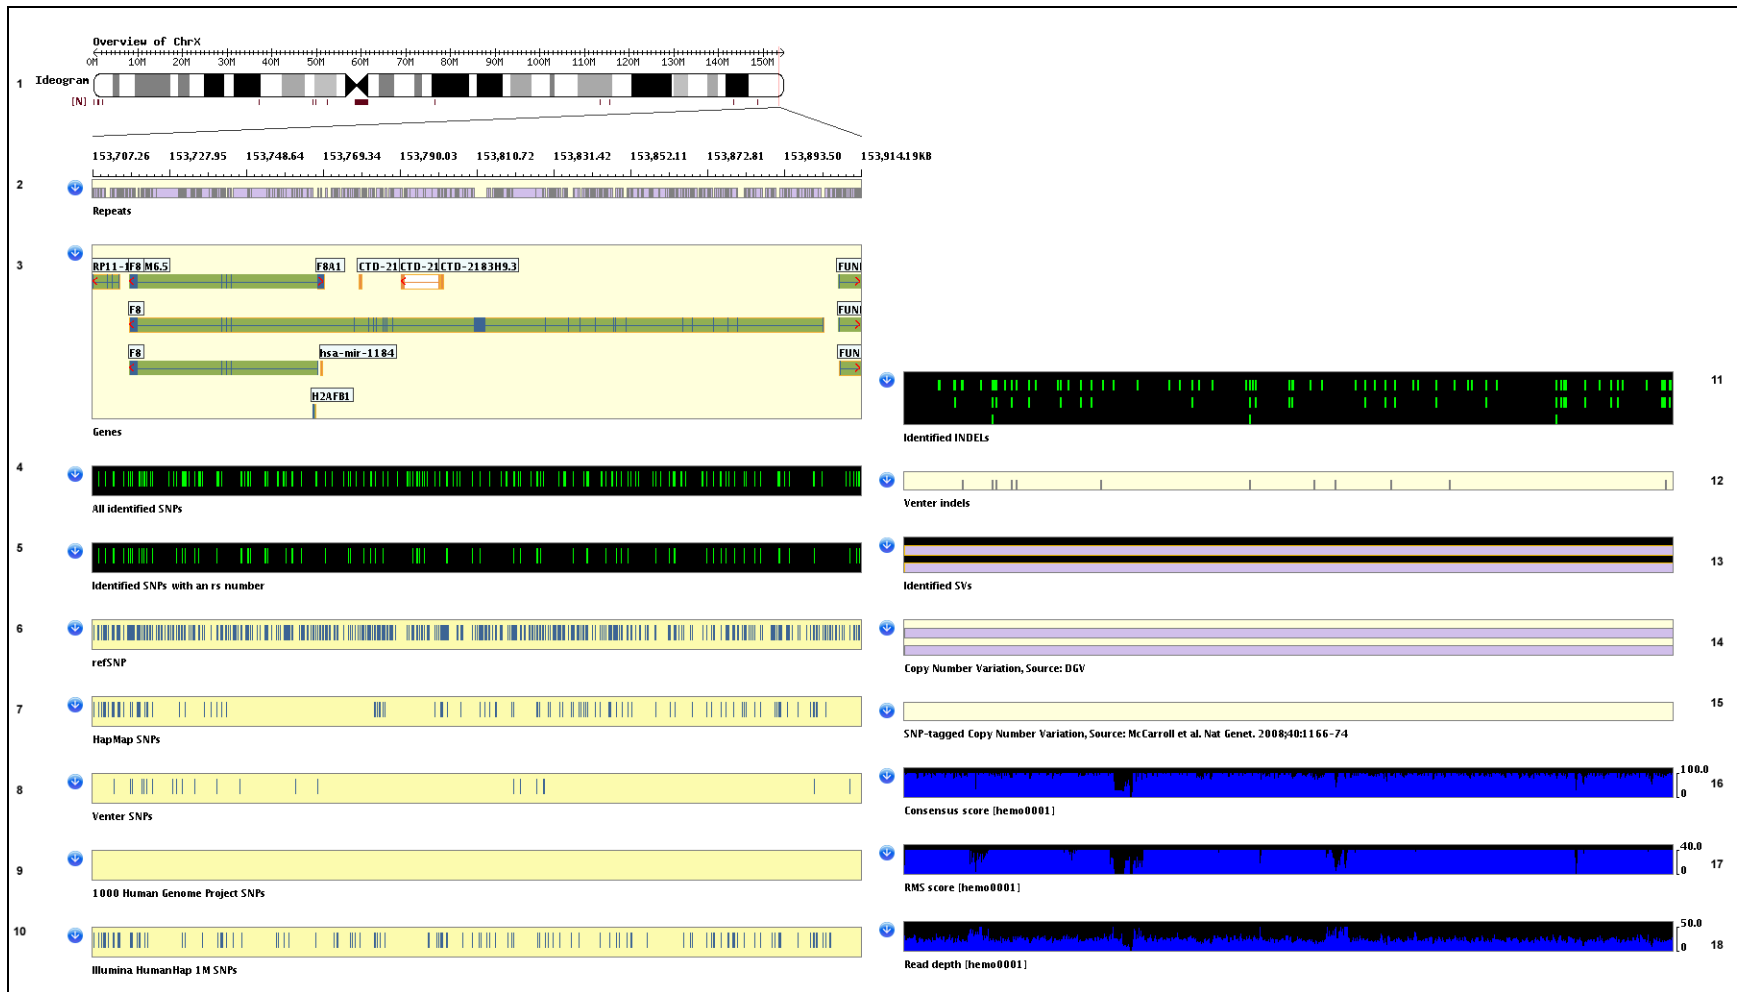 Overview of ChrX
0M 10M 20M 30M 40M 50M 60M 70M 80M 90M 100M 110M 120M 130M 140M 150M
1 Ideogram
[N]
153,707.26 153,727.95 153,748.64 153,769.34 153,790.03 153,810.72 153,831.42 153,852.11 153,872.81 153,893.50 153,914.19KB
2
Repeats
3
RP11-1 F8 M6.5 F8A1 CTD-21 CTD-21 CTD-2183H9.3 FUN
F8 FUN
F8 hsa-mir-1184 FUN
H2AFB1
Genes
4
All identified SNPs
5
Identified SNPs with an rs number
6
refSNP
7
HapMap SNPs
8
Venter SNPs
9
1000 Human Genome Project SNPs
10
Illumina HumanHap 1M SNPs
11
Identified INDELs
12
Venter indels
13
Identified SVs
14
Copy Number Variation, Source: DGV
15
SNP-tagged Copy Number Variation, Source: McCarroll et al. Nat Genet. 2008;40:1166-74
100.0
0
16
Consensus score [hemo0001]
40.0
0
17
RMS score [hemo0001]
50.0
0
18
Read depth [hemo0001]